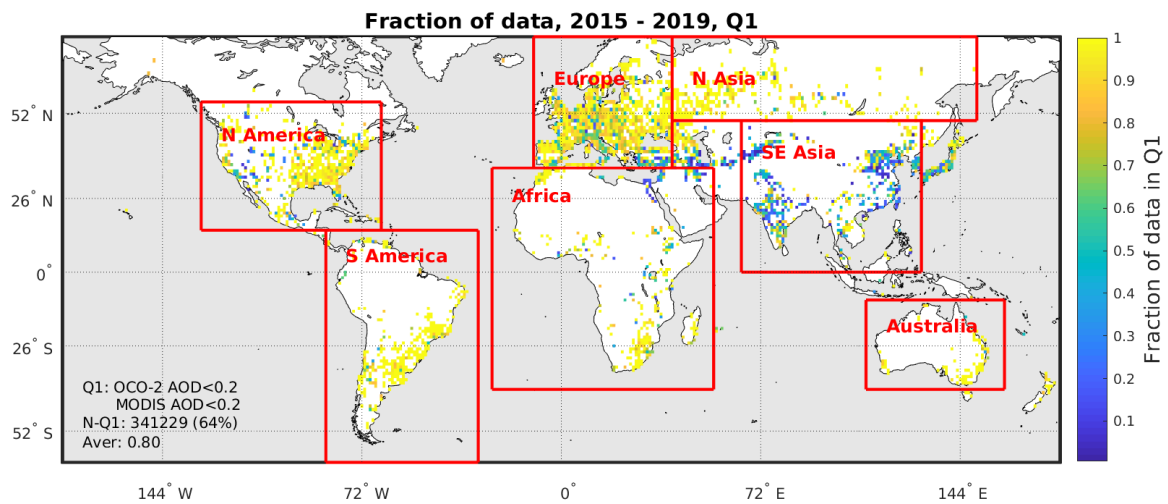 Fraction of data, 2015 - 2019, Q1
Europe
N Asia
N America
SE Asia
Africa
S America
Australia
Q1: OCO-2 AOD<0.2
MODIS AOD<0.2
N-Q1: 341229 (64%)
Aver: 0.80
52° N
26° N
0°
26° S
52° S
144° W
72° W
0°
72° E
144° E
1
0.9
0.8
0.7
0.6
0.5
0.4
0.3
0.2
0.1
Fraction of data in Q1